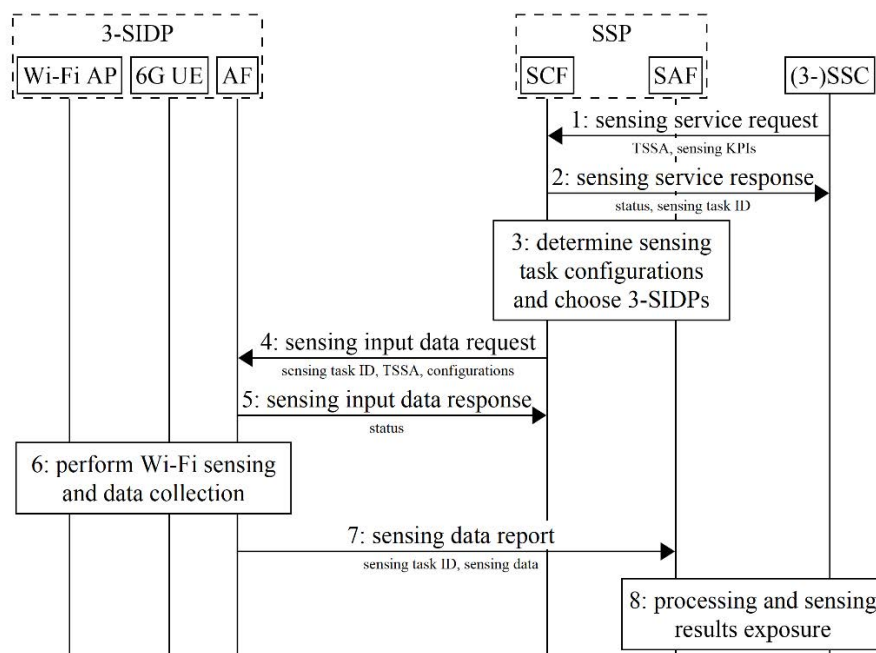 3-SIDP
SSP
Wi-Fi AP
6G UE
AF
SCF
SAF
(3-)SSC
1: sensing service request
TSSA, sensing KPIs
2: sensing service response
status, sensing task ID
3: determine sensing
task configurations
and choose 3-SIDPs
4: sensing input data request
sensing task ID, TSSA, configurations
5: sensing input data response
status
6: perform Wi-Fi sensing
and data collection
7: sensing data report
sensing task ID, sensing data
8: processing and sensing
results exposure